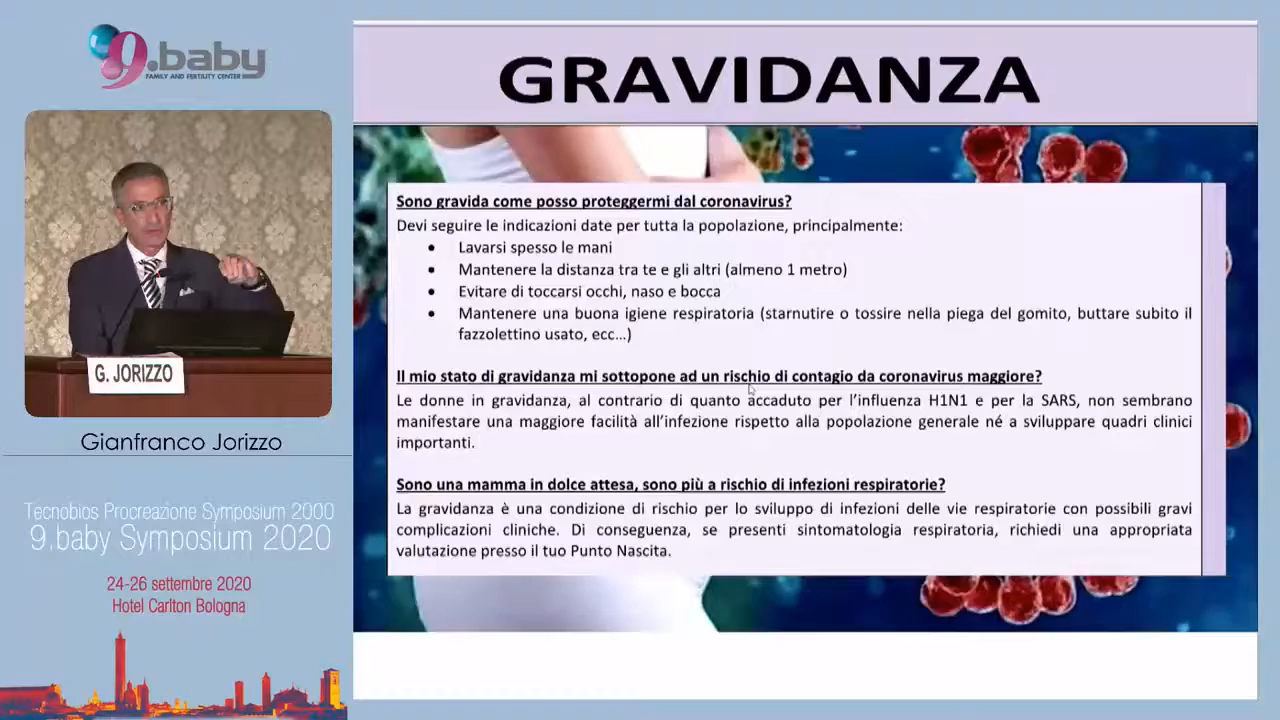 9.baby
FAMILY AND FERTILITY CENTER
G. JORIZZO
Gianfranco Jorizzo
Tecnobios Procreazione Symposium 2000
9.baby Symposium 2020
24-26 settembre 2020
Hotel Carlton Bologna
GRAVIDANZA
Sono gravida come posso proteggermi dal coronavirus?
Devi seguire le indicazioni date per tutta la popolazione, principalmente:
• Lavarsi spesso le mani
• Mantenere la distanza tra te e gli altri (almeno 1 metro)
• Evitare di toccarsi occhi, naso e bocca
• Mantenere una buona igiene respiratoria (starnutire o tossire nella piega del gomito, buttare subito il
fazzolettino usato, ecc…)
Il mio stato di gravidanza mi sottopone ad un rischio di contagio da coronavirus maggiore?
Le donne in gravidanza, al contrario di quanto accaduto per l'influenza H1N1 e per la SARS, non sembrano
manifestare una maggiore facilità all'infezione rispetto alla popolazione generale né a sviluppare quadri clinici
importanti.
Sono una mamma in dolce attesa, sono più a rischio di infezioni respiratorie?
La gravidanza è una condizione di rischio per lo sviluppo di infezioni delle vie respiratorie con possibili gravi
complicazioni cliniche. Di conseguenza, se presenti sintomatologia respiratoria, richiedi una appropriata
valutazione presso il tuo Punto Nascita.